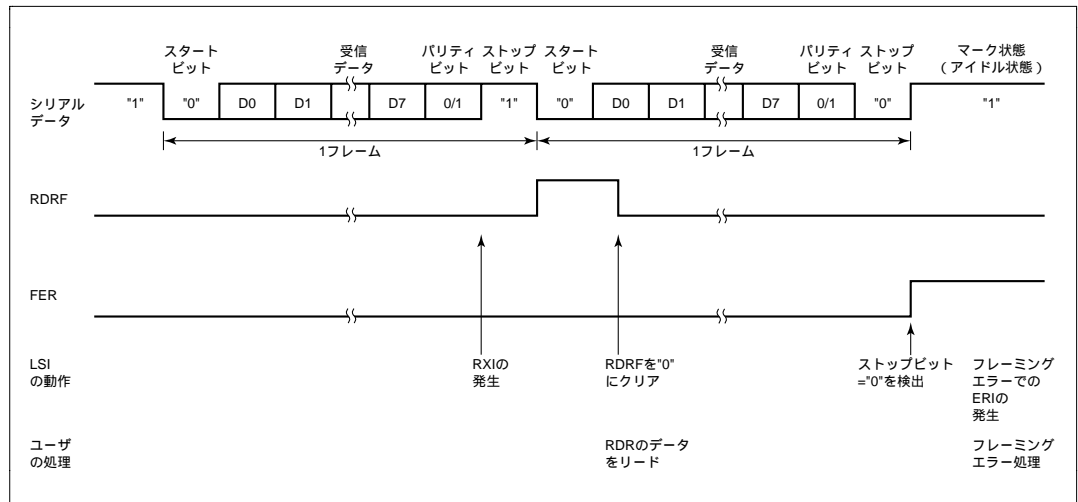 スタート
ビット
受信
データ
パリティ
ビット
ストップ
ビット
スタート
ビット
受信
データ
パリティ
ビット
ストップ
ビット
マーク状態
(アイドル状態)
シリアル
データ
"1" "0" D0 D1 D7 0/1 "1" "0" D0 D1 D7 0/1 "0" "1"
1フレーム 1フレーム
RDRF
FER
LSI
の動作
RXIの
発生
RDRFを"0"
にクリア
ストップビット
="0"を検出
フレーミング
エラーでの
ERIの
発生
ユーザ
の処理
RDRのデータ
をリード
フレーミング
エラー処理